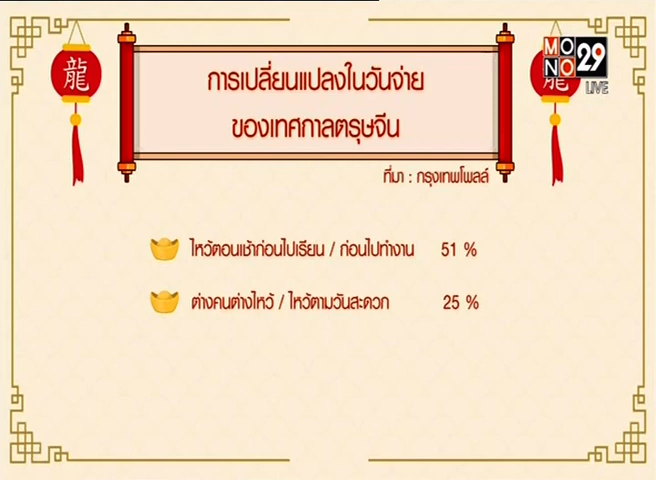 龍
龍
MO
NO
29
LIVE
การเปลี่ยนแปลงในวันจ่าย
ของเทศกาลตรุษจีน
ที่มา : กรุงเทพโพลล์
ไหว้ตอนเช้าก่อนไปเรียน / ก่อนไปทำงาน 51 %
ต่างคนต่างไหว้ / ไหว้ตามวันสะดวก 25 %